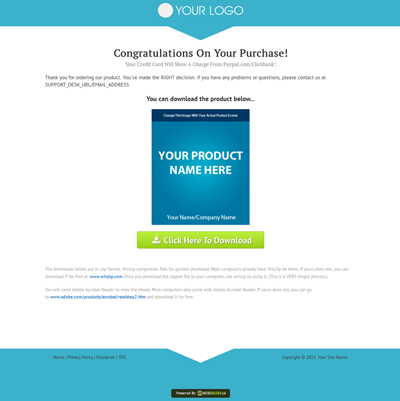 YOUR LOGO
Congratulations On Your Purchase!
Your Credit Card Will Show A Charge From Paypal.com/Clickbank!
Thank you for ordering our product. You've made the RIGHT decision. If you have any problems or questions, please contact us at
SUPPORT_DESK_URL/EMAIL_ADDRESS
You can download the product below...
Change This Image With Your Actual Product Ecover
YOUR PRODUCT
NAME HERE
Your Name/Company Name
Click Here To Download
The downloads below are in .zip format. WinZip compresses files for quicker download. Most computers already have WinZip on them. If yours does not, you can
download it for free at: www.winzip.com Once you download the zipped file to your computer, use winzip to unzip it. (This is a VERY simple process.)
You will need Adobe Acrobat Reader to view the ebook. Most computers also come with Adobe Acrobat Reader. If yours does not, you can go
to www.adobe.com/products/acrobat/readstep2.htm and download it for free.
Home | Privacy Policy | Disclaimer | TOS
Copyright © 2013. Your Site Name.
Powered By